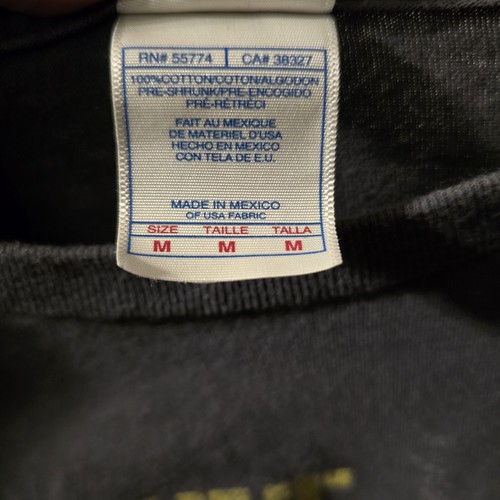 RN# 55774 CA# 38327
100%COTTON/COTON/ALGODON
PRE-SHRUNK/PRE ENCOGIDO
PRÉ-RÉTRÉCI
FAIT AU MEXIQUE
DE MATERIEL D'USA
HECHO EN MEXICO
CON TELA DE E.U.
MADE IN MEXICO
OF USA FABRIC
SIZE TAILLE TALLA
M M M